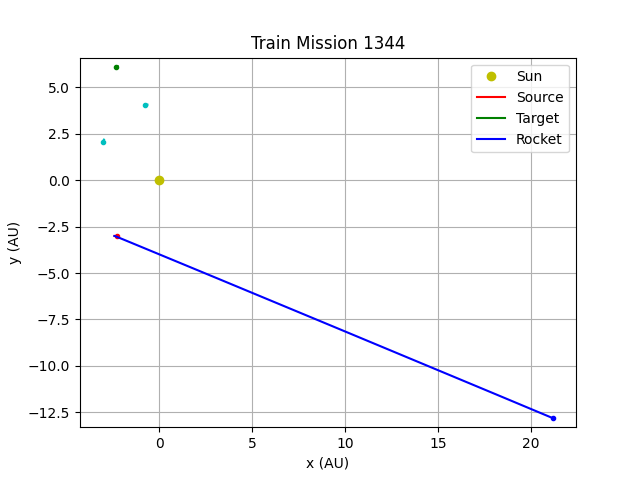 Train Mission 1344
Sun
Source
Target
Rocket
5.0
2.5
0.0
−2.5
−5.0
−7.5
−10.0
−12.5
y (AU)
0
5
10
15
20
x (AU)